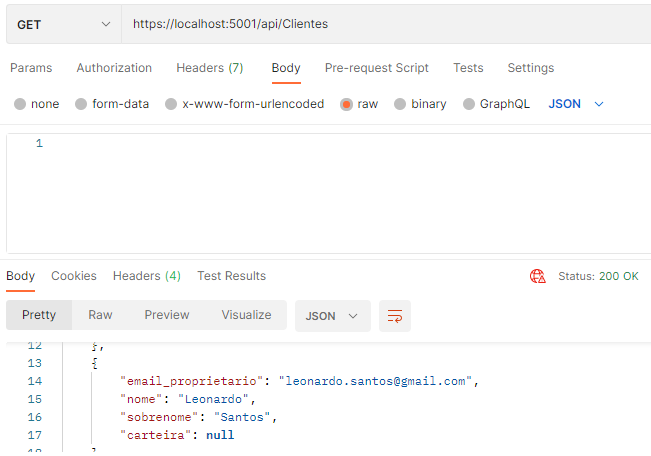 GET https://localhost:5001/api/Clientes
Params Authorization Headers (7) Body Pre-request Script Tests Settings
none form-data x-www-form-urlencoded raw binary GraphQL JSON
1
Body Cookies Headers (4) Test Results Status: 200 OK
Pretty Raw Preview Visualize JSON
12 },
13 {
14 "email_proprietario": "leonardo.santos@gmail.com",
15 "nome": "Leonardo",
16 "sobrenome": "Santos",
17 "carteira": null